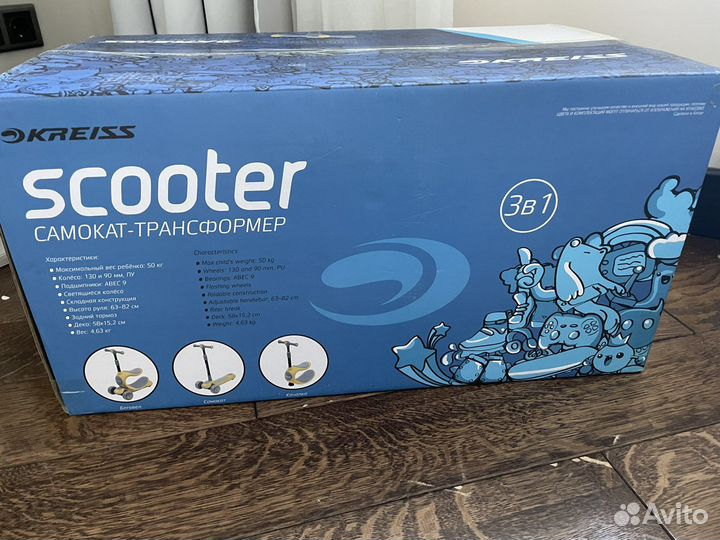 KREISS
scooter
САМОКАТ-ТРАНСФОРМЕР
3в1
Характеристики:
• Максимальный вес ребёнка: 50 кг
• Колёса: 130 и 90 мм, ПУ
• Подшипники: ABEC 9
• Светящиеся колёса
• Складная конструкция
• Высота руля: 63-82 см
• Задний тормоз
• Дека: 58х15,2 см
• Вес: 4.63 кг
Characteristics:
• Max child's weight: 50 kg
• Wheels: 130 and 90 mm, PU
• Bearings: ABEC 9
• Flashing wheels
• Foldable construction
• Adjustable handlebar: 63-82 cm
• Rear break
• Deck: 58x15,2 cm
• Weight: 4.63 kg
Беговел
Самокат
Каталка
Avito